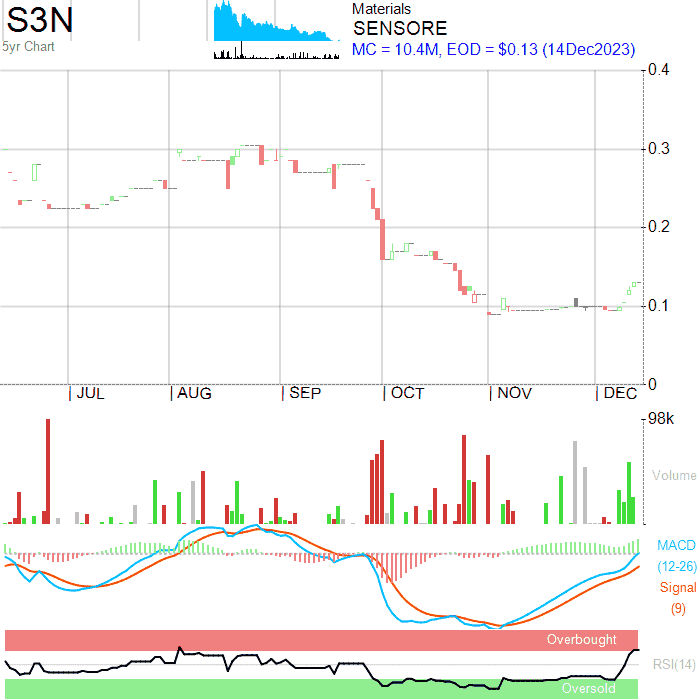 S3N
5yr Chart
Materials
SENSORE
MC = 10.4M, EOD = $0.13 (14Dec2023)
0.4
0.3
0.2
0.1
0
JUL
AUG
SEP
OCT
NOV
DEC
98k
Volume
MACD
(12-26)
Signal
(9)
Overbought
RSI(14)
Oversold